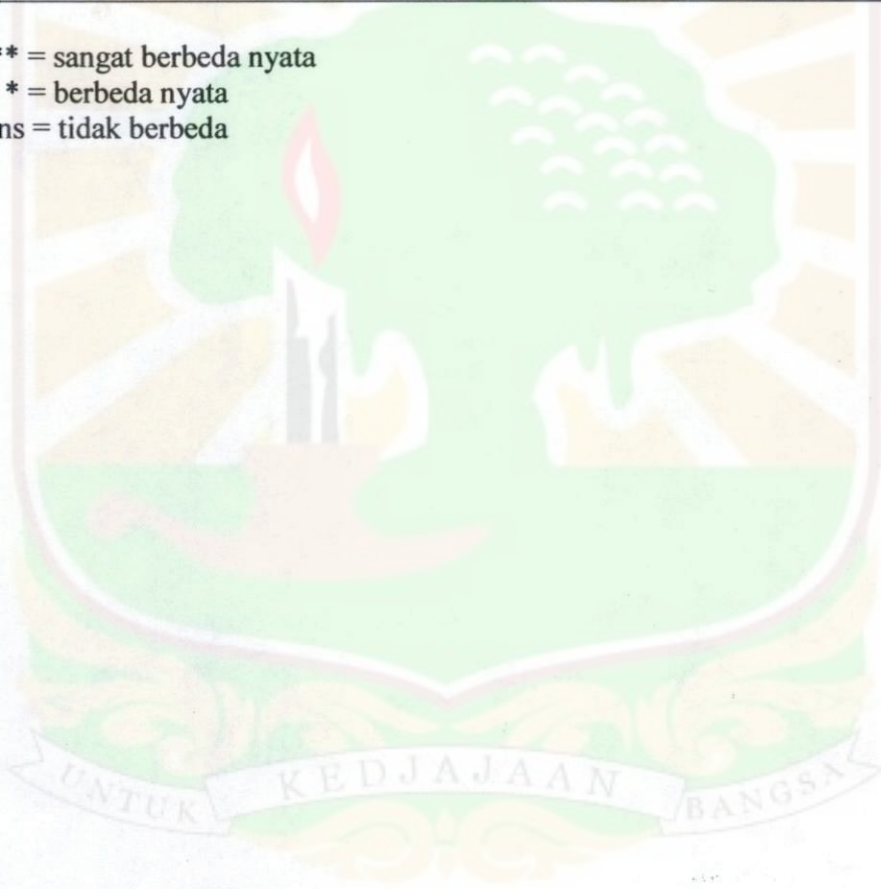 ** = sangat berbeda nyata
* = berbeda nyata
ns = tidak berbeda
UNTUK KEDJAJAAN BANGSA